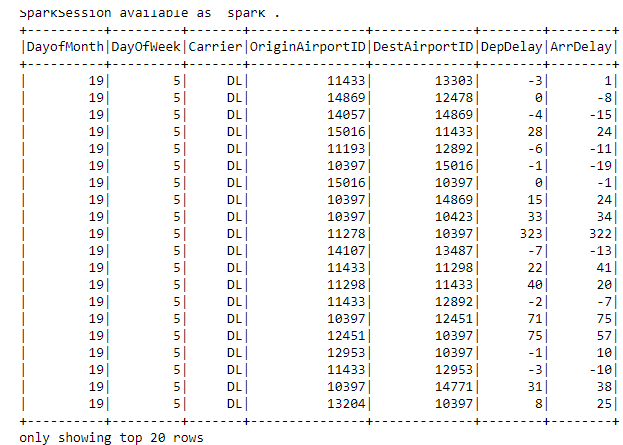 SparkSession available as 'spark'.
+----------+---------+-------+---------------+-------------+--------+--------+
|DayofMonth|DayOfWeek|Carrier|OriginAirportID|DestAirportID|DepDelay|ArrDelay|
+----------+---------+-------+---------------+-------------+--------+--------+
|        19|        5|     DL|          11433|        13303|      -3|       1|
|        19|        5|     DL|          14869|        12478|       0|      -8|
|        19|        5|     DL|          14057|        14869|      -4|     -15|
|        19|        5|     DL|          15016|        11433|      28|      24|
|        19|        5|     DL|          11193|        12892|      -6|     -11|
|        19|        5|     DL|          10397|        15016|      -1|     -19|
|        19|        5|     DL|          15016|        10397|       0|      -1|
|        19|        5|     DL|          10397|        14869|      15|      24|
|        19|        5|     DL|          10397|        10423|      33|      34|
|        19|        5|     DL|          11278|        10397|     323|     322|
|        19|        5|     DL|          14107|        13487|      -7|     -13|
|        19|        5|     DL|          11433|        11298|      22|      41|
|        19|        5|     DL|          11298|        11433|      40|      20|
|        19|        5|     DL|          11433|        12892|      -2|      -7|
|        19|        5|     DL|          10397|        12451|      71|      75|
|        19|        5|     DL|          12451|        10397|      75|      57|
|        19|        5|     DL|          12953|        10397|      -1|      10|
|        19|        5|     DL|          11433|        12953|      -3|     -10|
|        19|        5|     DL|          10397|        14771|      31|      38|
|        19|        5|     DL|          13204|        10397|       8|      25|
+----------+---------+-------+---------------+-------------+--------+--------+
only showing top 20 rows